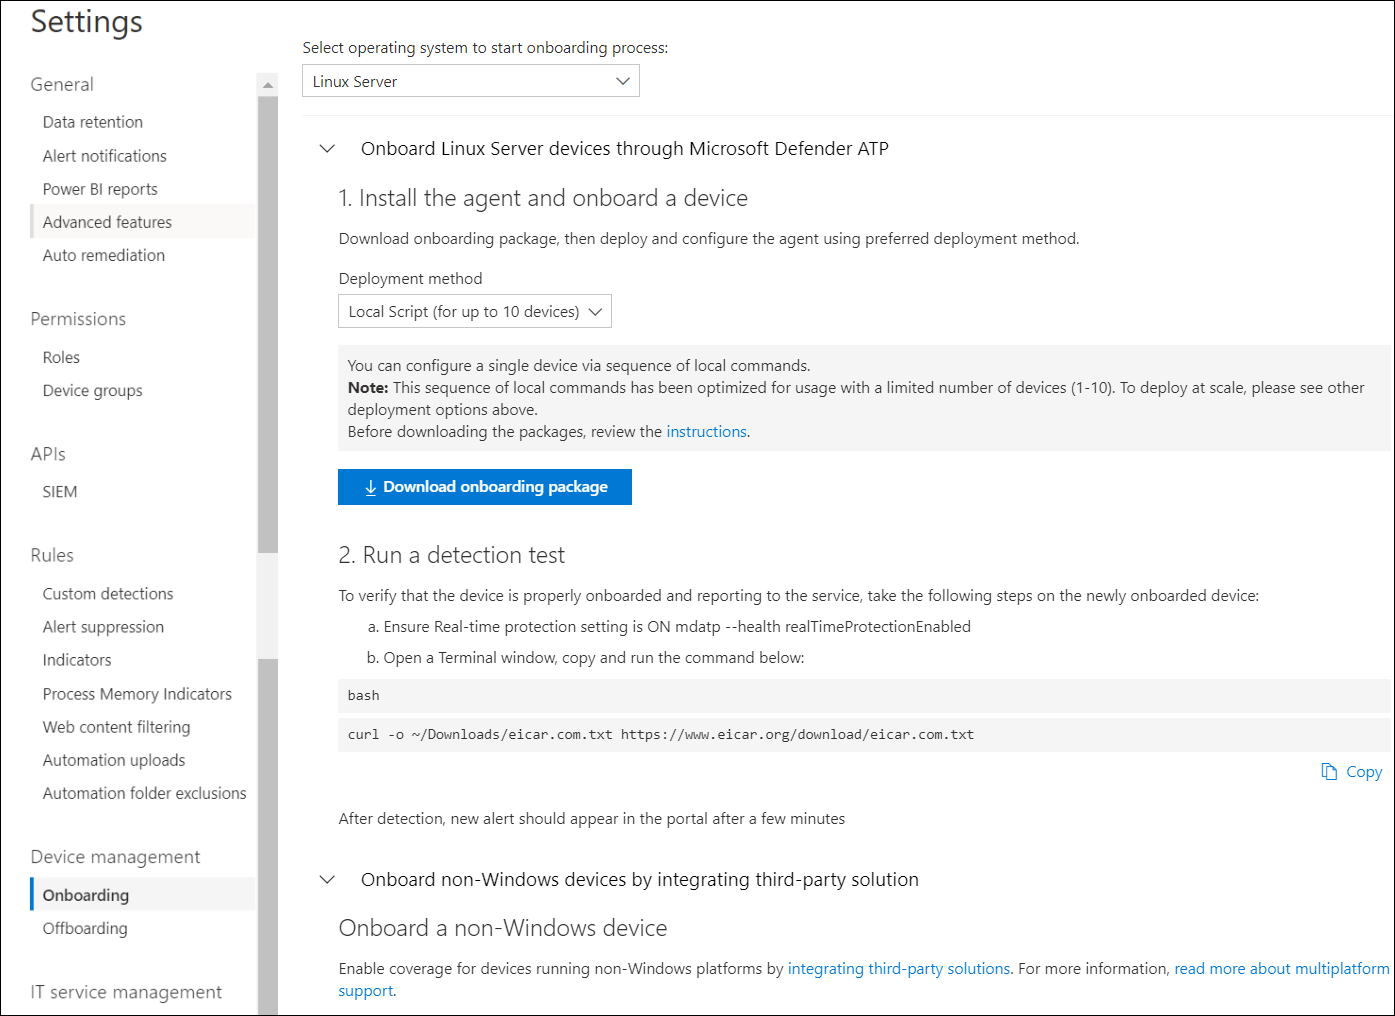 Settings
General
Data retention
Alert notifications
Power BI reports
Advanced features
Auto remediation
Permissions
Roles
Device groups
APIs
SIEM
Rules
Custom detections
Alert suppression
Indicators
Process Memory Indicators
Web content filtering
Automation uploads
Automation folder exclusions
Device management
Onboarding
Offboarding
IT service management
Select operating system to start onboarding process:
Linux Server
Onboard Linux Server devices through Microsoft Defender ATP
1. Install the agent and onboard a device
Download onboarding package, then deploy and configure the agent using preferred deployment method.
Deployment method
Local Script (for up to 10 devices)
You can configure a single device via sequence of local commands.
Note: This sequence of local commands has been optimized for usage with a limited number of devices (1-10). To deploy at scale, please see other
deployment options above.
Before downloading the packages, review the instructions.
Download onboarding package
2. Run a detection test
To verify that the device is properly onboarded and reporting to the service, take the following steps on the newly onboarded device:
a. Ensure Real-time protection setting is ON mdatp --health realTimeProtectionEnabled
b. Open a Terminal window, copy and run the command below:
bash
curl -o ~/Downloads/eicar.com.txt https://www.eicar.org/download/eicar.com.txt
Copy
After detection, new alert should appear in the portal after a few minutes
Onboard non-Windows devices by integrating third-party solution
Onboard a non-Windows device
Enable coverage for devices running non-Windows platforms by integrating third-party solutions. For more information, read more about multiplatform
support.